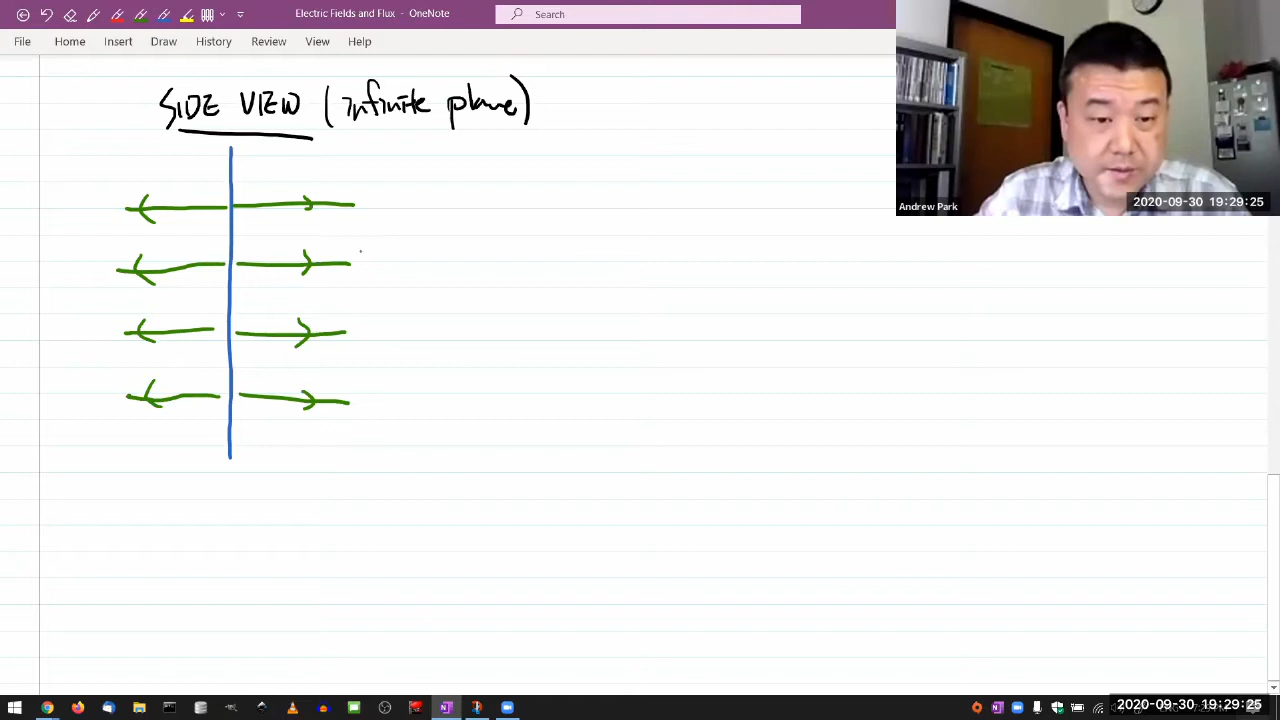 Electric Fields and Flux - OneNote
Search
File Home Insert Draw History Review View Help
SIDE VIEW (infinite plane)
Andrew Park
2020-09-30 19:29:25
2020-09-30 19:29:25